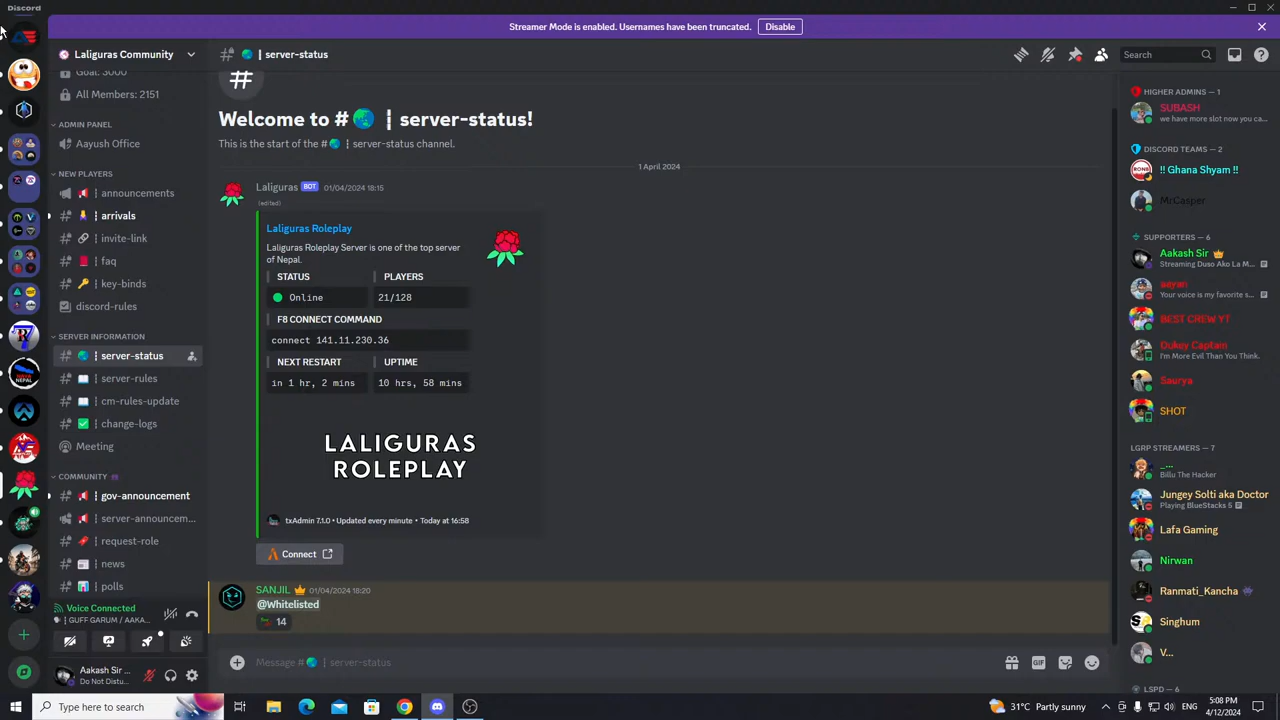 Discord
Streamer Mode is enabled. Usernames have been truncated.
Disable
Laliguras Community
Goal: 3000
All Members: 2151
ADMIN PANEL
Aayush Office
NEW PLAYERS
announcements
arrivals
invite-link
faq
key-binds
discord-rules
SERVER INFORMATION
server-status
server-rules
cm-rules-update
change-logs
Meeting
COMMUNITY
gov-announcement
server-announcem...
request-role
news
polls
Voice Connected
GUFF GARUM / AAKA...
Aakash Sir ...
Do Not Distu...
server-status
Search
Welcome to # server-status!
This is the start of the # server-status channel.
1 April 2024
Laliguras BOT 01/04/2024 18:15
(edited)
Laliguras Roleplay
Laliguras Roleplay Server is one of the top server
of Nepal.
STATUS PLAYERS
Online 21/128
F8 CONNECT COMMAND
connect 141.11.230.36
NEXT RESTART UPTIME
in 1 hr, 2 mins 10 hrs, 58 mins
LALIGURAS
ROLEPLAY
txAdmin 7.1.0 • Updated every minute • Today at 16:58
Connect
SANJIL 01/04/2024 18:20
@Whitelisted
14
Message # server-status
GIF
HIGHER ADMINS — 1
SUBASH
we have more slot now you ca...
DISCORD TEAMS — 2
!! Ghana Shyam !!
MrCasper
SUPPORTERS — 6
Aakash Sir
Streaming Duso Ako La M...
aayan
Your voice is my favorite s...
BEST CREW YT
Dukey Captain
I'm More Evil Than You Think.
Saurya
SHOT
LGRP STREAMERS — 7
_...
Billu The Hacker
Jungey Solti aka Doctor
Playing BlueStacks 5
Lafa Gaming
Nirwan
Ranmati_Kancha
Singhum
V...
LSPD — 6
Type here to search
31°C Partly sunny
ENG
5:08 PM
4/12/2024